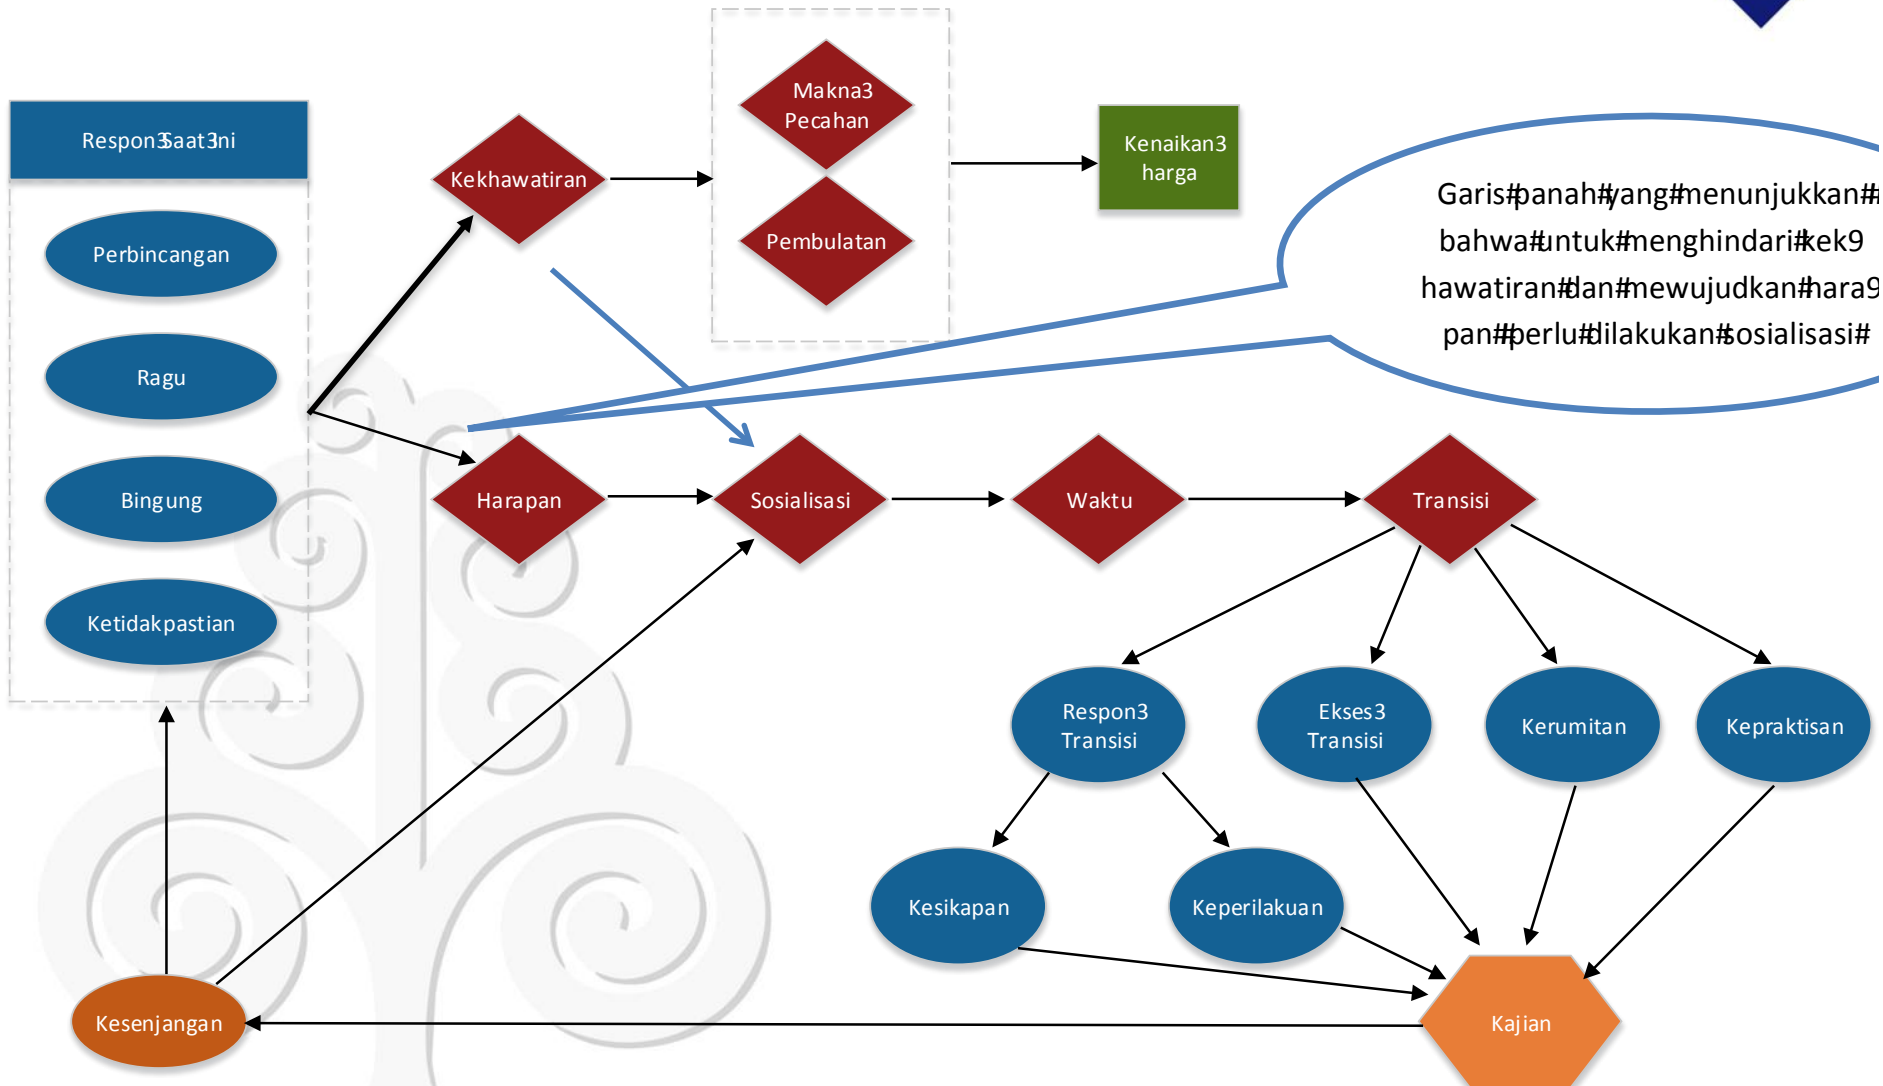 Makna3
Pecahan
Respon3Saat3Ini
Kenaikan3
harga
Kekhawatiran
Garis#panah#yang#menunjukkan#
bahwa#untuk#menghindari#kek9
hawatiran#dan#mewujudkan#hara9
pan##perlu#dilakukan#sosialisasi#
Perbincangan
Pembulatan
Ragu
Bingung
Harapan
Sosialisasi
Waktu
Transisi
Ketidakpastian
Respon3
Transisi
Ekses3
Transisi
Kerumitan
Kepraktisan
Kesikapan
Keperilakuan
Kesenjangan
Kajian